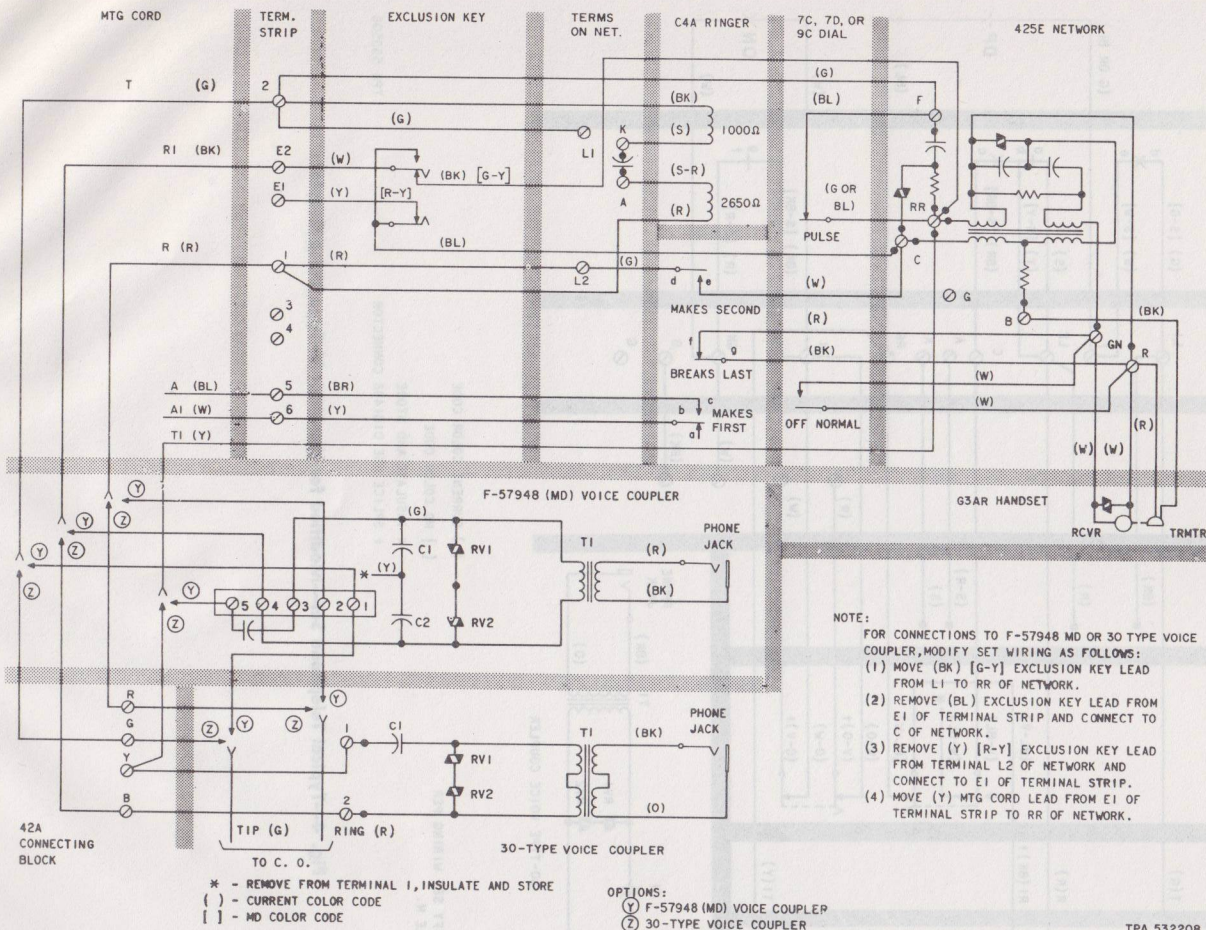 MTG CORD
TERM. STRIP
EXCLUSION KEY
TERMS ON NET.
C4A RINGER
7C, 7D, OR 9C DIAL
425E NETWORK
T (G) 2
(G)
(G)
(BK)
(S)
1000Ω
K
L1
A
(S-R)
(R)
2650Ω
(BL)
F
R1 (BK) E2 (W)
(BK) [G-Y]
E1 (Y) [R-Y]
(BL)
(G OR BL)
PULSE
RR
C
R (R) 1 (R)
L2
(G)
d
e
MAKES SECOND
(W)
G
B
3
4
(R)
f
g
(BK)
BREAKS LAST
GN
R
(BK)
(W)
(W)
OFF NORMAL
A (BL) 5 (BR)
A1 (W) 6 (Y)
T1 (Y)
c
b
a
MAKES FIRST
(W) (W)
(R)
G3AR HANDSET
RCVR
TRMTR
F-57948 (MD) VOICE COUPLER
Y
Z
Y
Z
Y
Z
Y
Z
5 4 3 2 1
* (Y)
(G)
C1
C2
RV1
RV2
T1
(R)
(BK)
PHONE JACK
R
G
Y
B
Z
Y
Z
Y
1
2
C1
RV1
RV2
T1
(BK)
(O)
PHONE JACK
42A CONNECTING BLOCK
TIP (G)
RING (R)
TO C. O.
30-TYPE VOICE COUPLER
NOTE:
FOR CONNECTIONS TO F-57948 MD OR 30 TYPE VOICE
COUPLER, MODIFY SET WIRING AS FOLLOWS:
(1) MOVE (BK) [G-Y] EXCLUSION KEY LEAD
FROM L1 TO RR OF NETWORK.
(2) REMOVE (BL) EXCLUSION KEY LEAD FROM
E1 OF TERMINAL STRIP AND CONNECT TO
C OF NETWORK.
(3) REMOVE (Y) [R-Y] EXCLUSION KEY LEAD
FROM TERMINAL L2 OF NETWORK AND
CONNECT TO E1 OF TERMINAL STRIP.
(4) MOVE (Y) MTG CORD LEAD FROM E1 OF
TERMINAL STRIP TO RR OF NETWORK.
* - REMOVE FROM TERMINAL 1, INSULATE AND STORE
( ) - CURRENT COLOR CODE
[ ] - MD COLOR CODE
OPTIONS:
Y F-57948 (MD) VOICE COUPLER
Z 30-TYPE VOICE COUPLER
TPA 532208